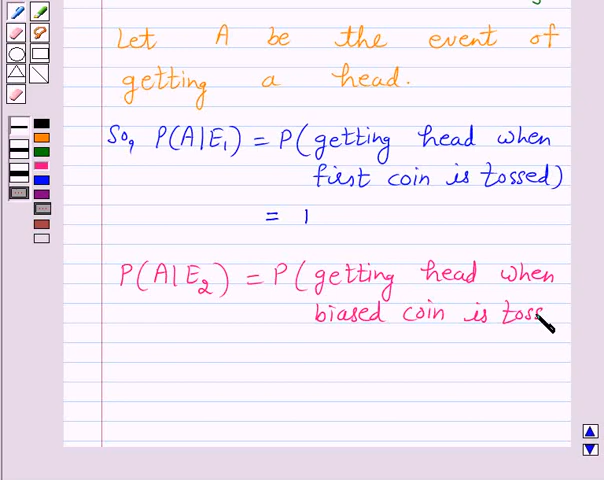 Let A be the event of
getting a head.
So, P(A|E₁) = P(getting head when
first coin is tossed)
= 1
P(A|E₂) = P(getting head when
biased coin is toss